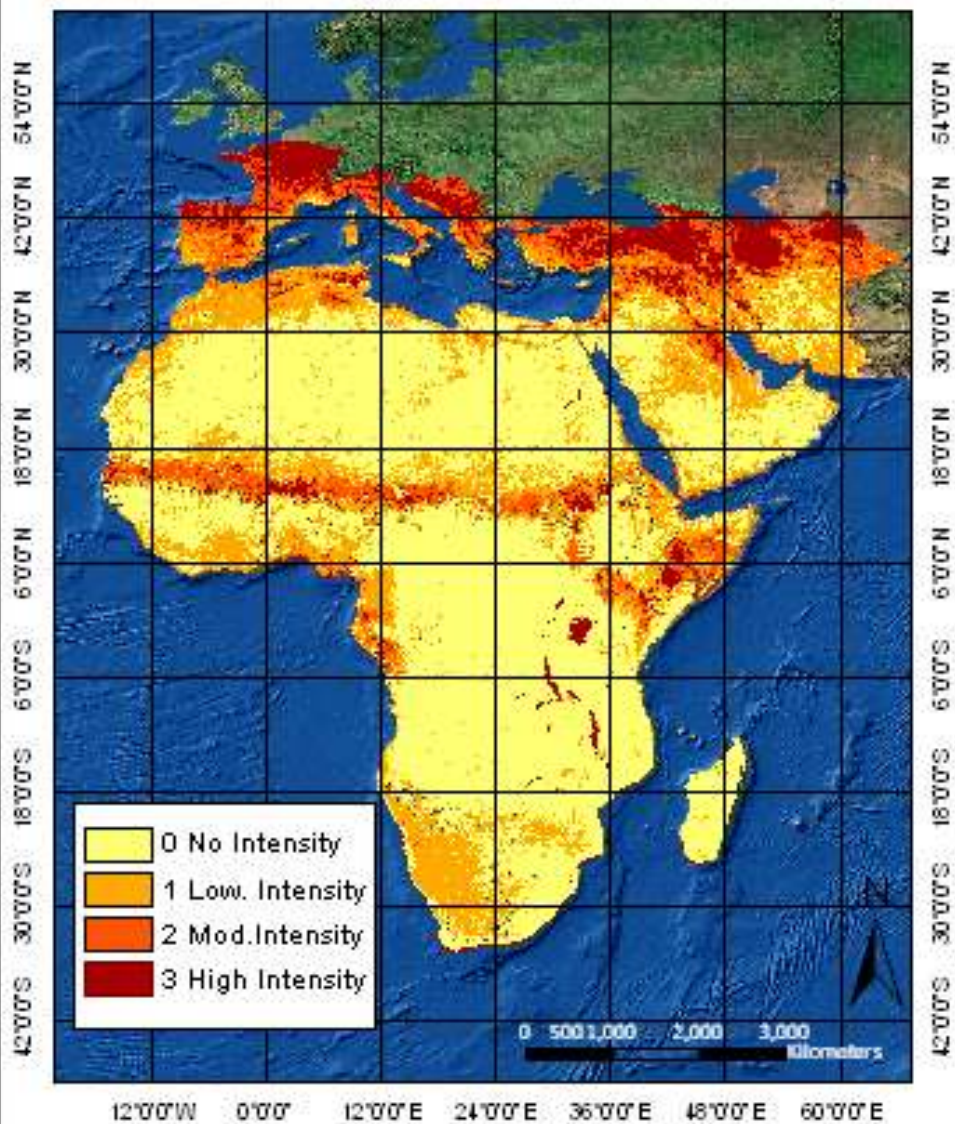 54°0'0"N 54°0'0"N
42°0'0"N 42°0'0"N
30°0'0"N 30°0'0"N
18°0'0"N 18°0'0"N
6°0'0"N 6°0'0"N
6°0'0"S 6°0'0"S
18°0'0"S 18°0'0"S
30°0'0"S 30°0'0"S
42°0'0"S 42°0'0"S
0 No Intensity
1 Low. Intensity
2 Mod.Intensity
3 High Intensity
N
0 500 1,000 2,000 3,000
Kilometers
12°0'0"W 0°0'0" 12°0'0"E 24°0'0"E 36°0'0"E 48°0'0"E 60°0'0"E